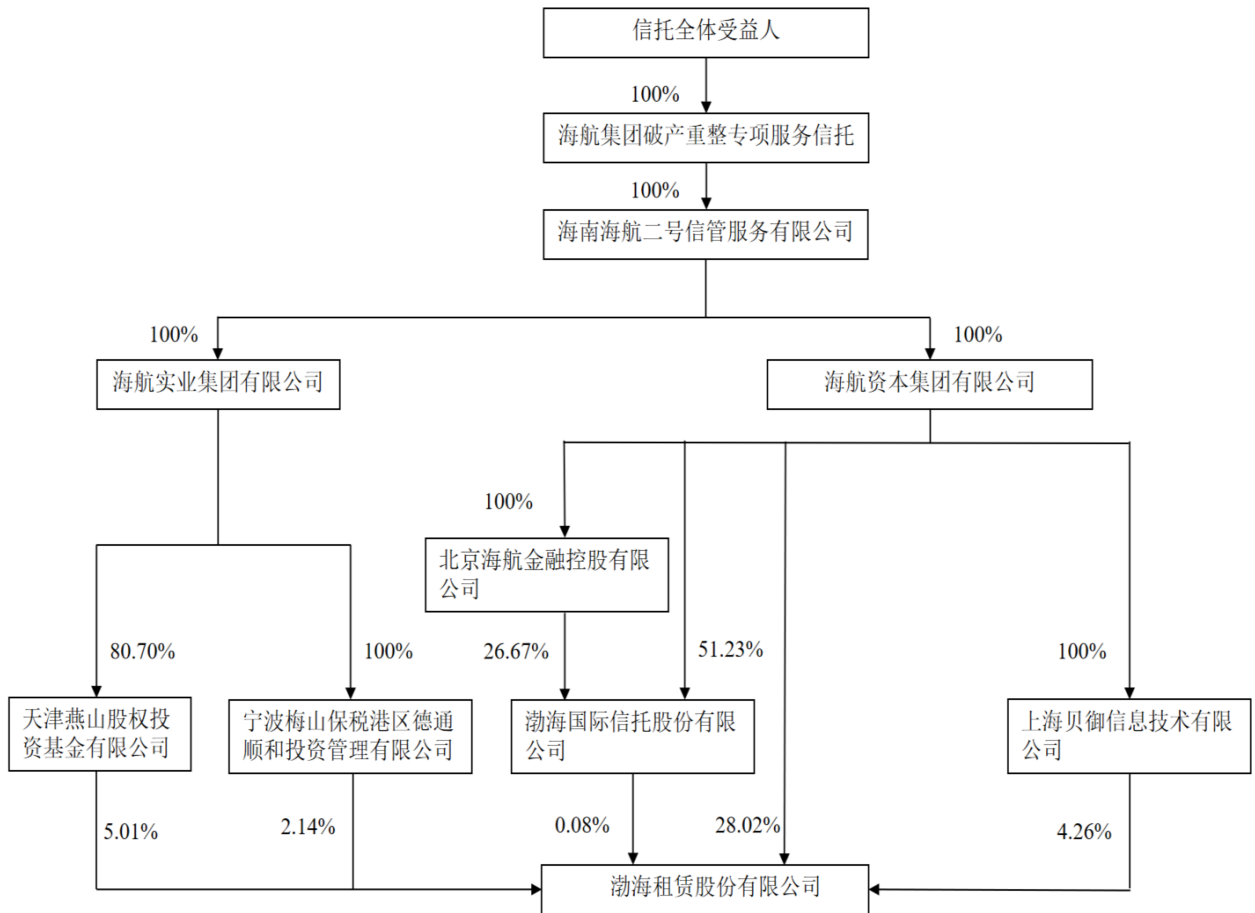 信托全体受益人
100%
海航集团破产重整专项服务信托
100%
海南海航二号信管服务有限公司
100%
100%
海航实业集团有限公司
海航资本集团有限公司
100%
北京海航金融控股有限
公司
80.70%
100%
26.67%
51.23%
100%
天津燕山股权投
资基金有限公司
宁波梅山保税港区德通
顺和投资管理有限公司
渤海国际信托股份有限
公司
上海贝御信息技术有限
公司
5.01%
2.14%
0.08%
28.02%
4.26%
渤海租赁股份有限公司